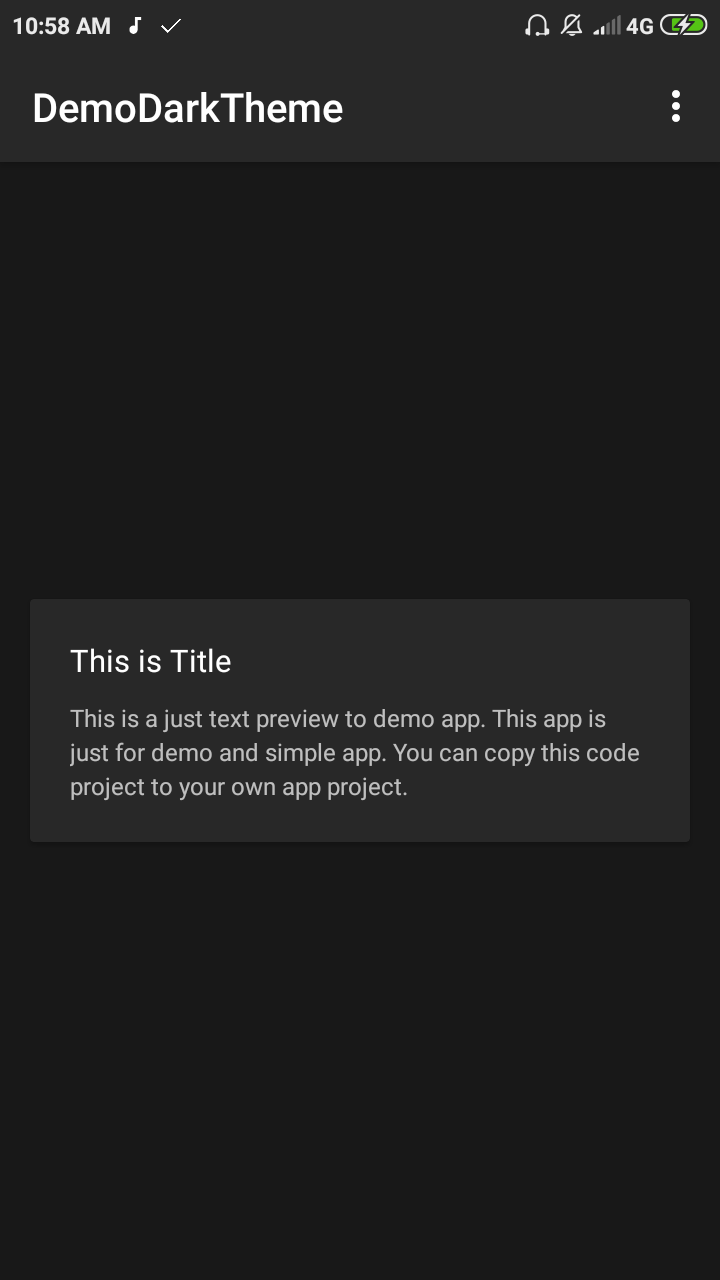 10:58 AM 4G
DemoDarkTheme
This is Title
This is a just text preview to demo app. This app is
just for demo and simple app. You can copy this code
project to your own app project.